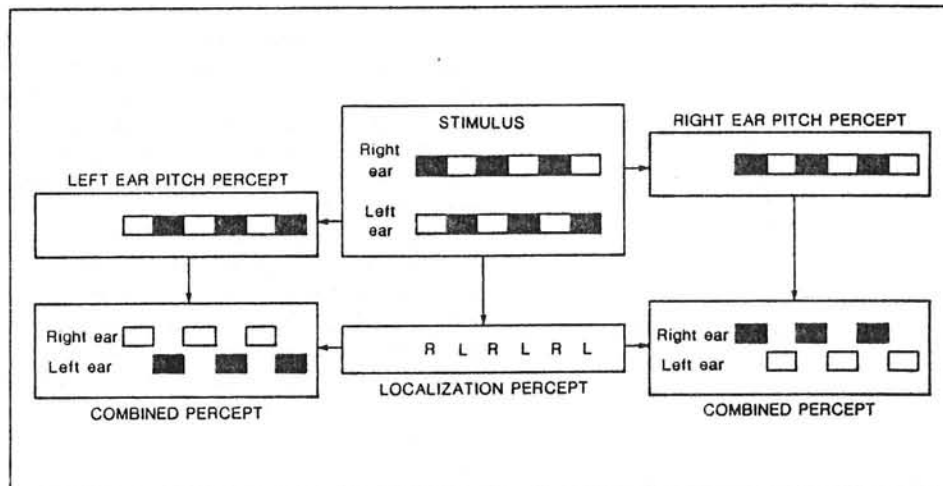 STIMULUS
Right
ear
Left
ear
RIGHT EAR PITCH PERCEPT
LEFT EAR PITCH PERCEPT
Right ear
Left ear
COMBINED PERCEPT
R L R L R L
LOCALIZATION PERCEPT
Right ear
Left ear
COMBINED PERCEPT